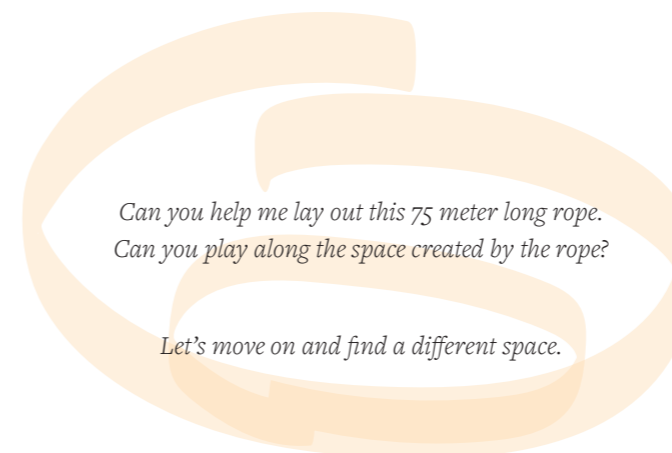 Can you help me lay out this 75 meter long rope.
Can you play along the space created by the rope?
Let’s move on and find a different space.